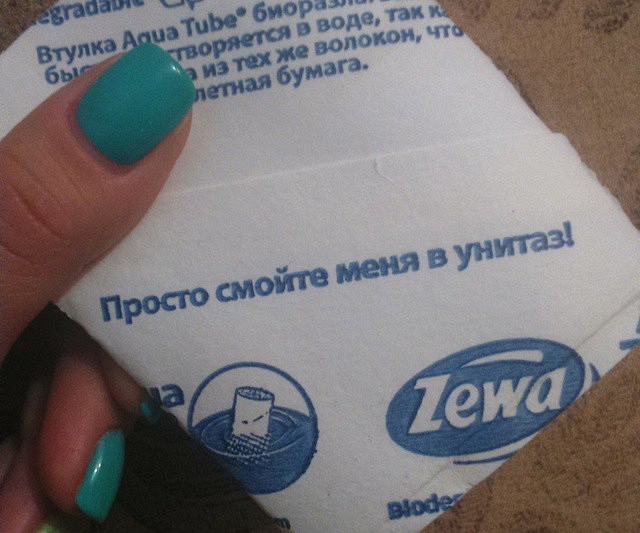 Втулка Aqua Tube® биоразла
творяется в воде, так к
из тех же волокон, что
летная бумага.
Просто смойте меня в унитаз!
Zewa
Biodeg